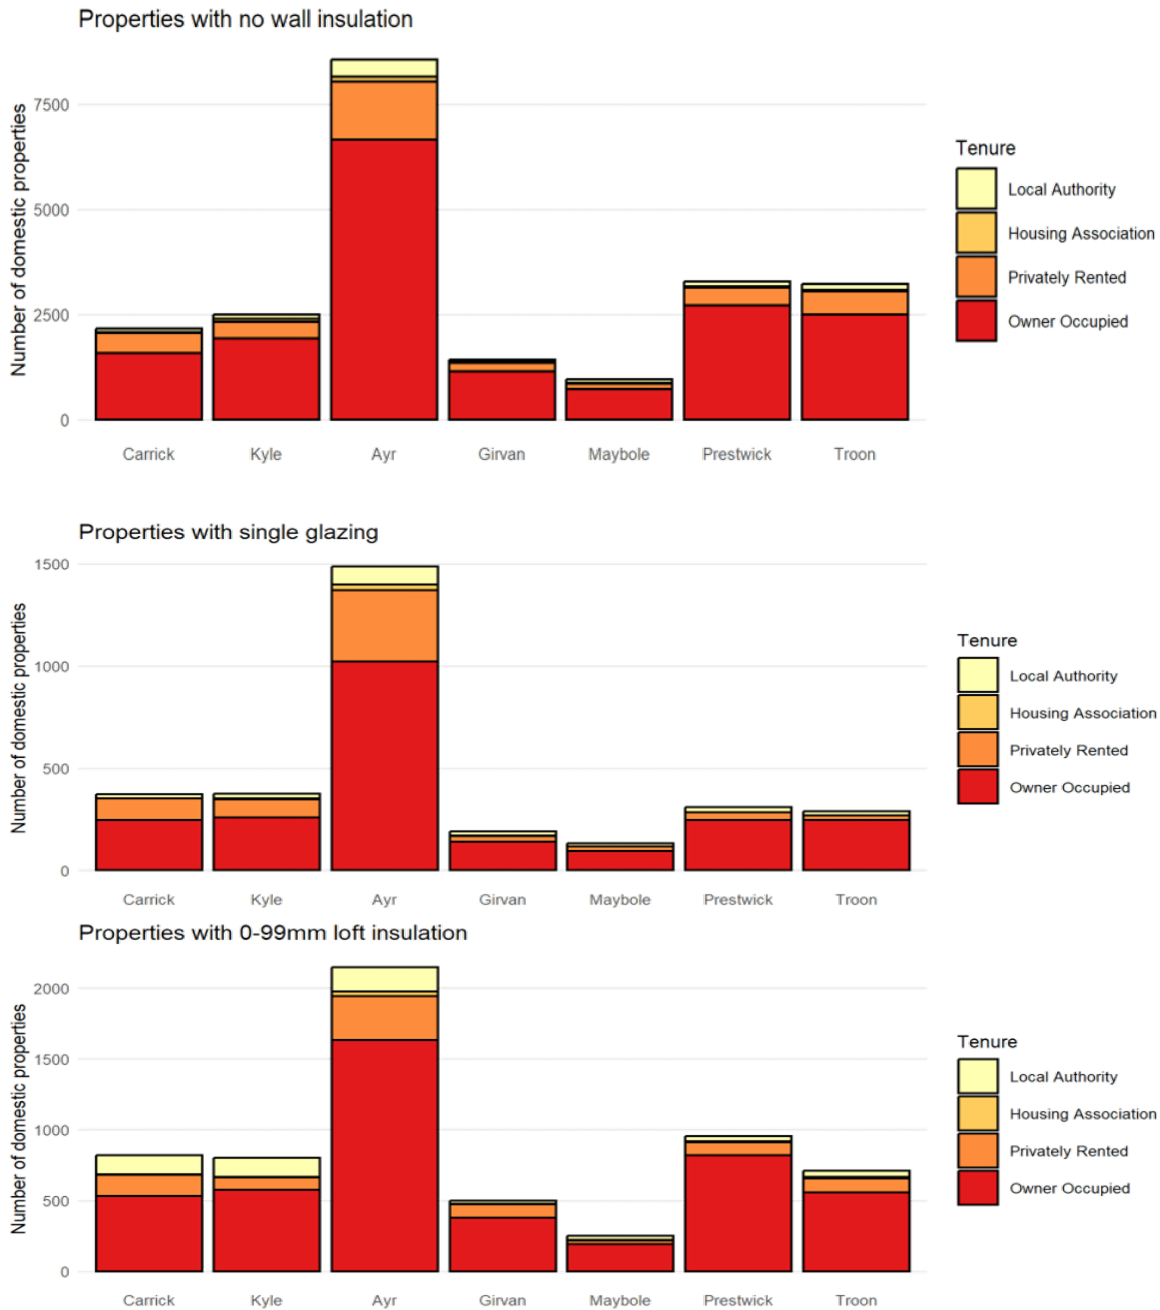 Properties with no wall insulation
Number of domestic properties
7500
5000
2500
0
Carrick Kyle Ayr Girvan Maybole Prestwick Troon
Tenure
Local Authority
Housing Association
Privately Rented
Owner Occupied
Properties with single glazing
Number of domestic properties
1500
1000
500
0
Carrick Kyle Ayr Girvan Maybole Prestwick Troon
Tenure
Local Authority
Housing Association
Privately Rented
Owner Occupied
Properties with 0-99mm loft insulation
Number of domestic properties
2000
1500
1000
500
0
Carrick Kyle Ayr Girvan Maybole Prestwick Troon
Tenure
Local Authority
Housing Association
Privately Rented
Owner Occupied